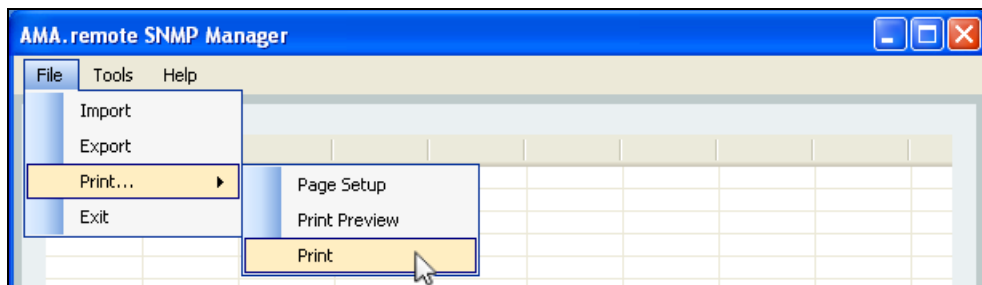 AMA.remote SNMP Manager
File Tools Help
Import
Export
Print...
Exit
Page Setup
Print Preview
Print